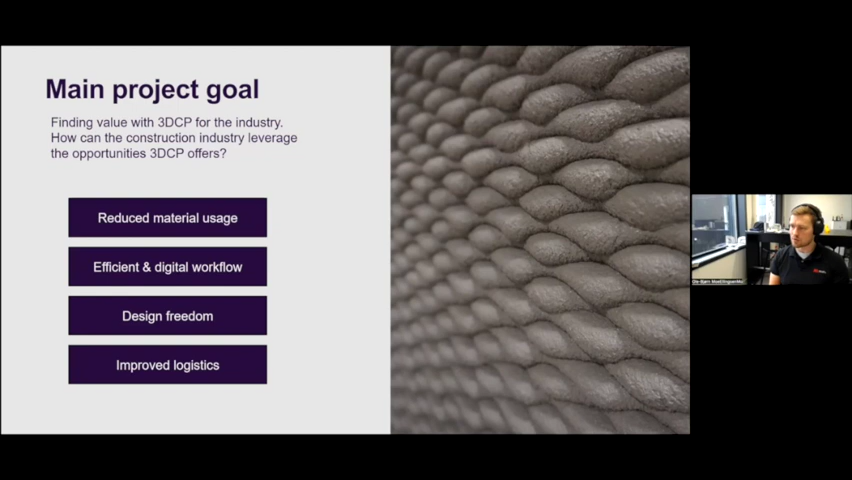 Main project goal
Finding value with 3DCP for the industry.
How can the construction industry leverage
the opportunities 3DCP offers?
Reduced material usage
Efficient & digital workflow
Design freedom
Improved logistics